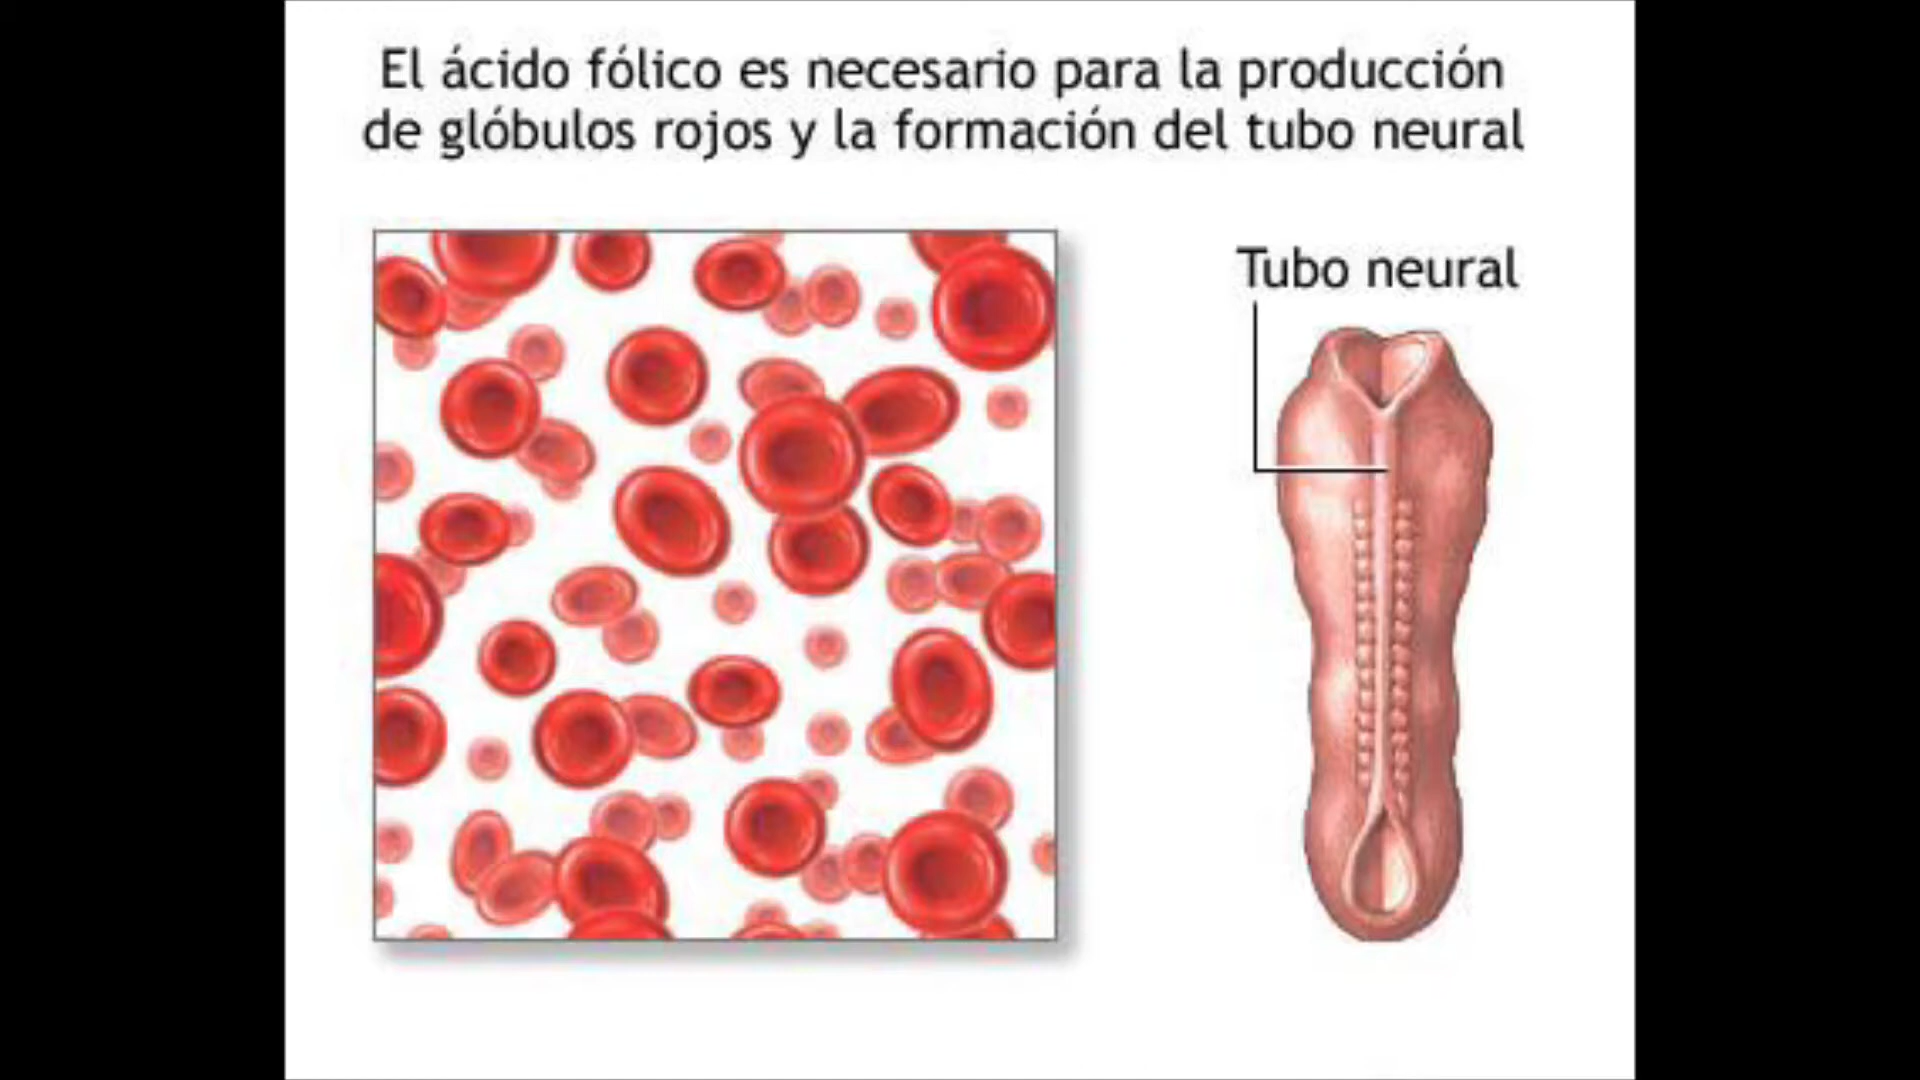 El ácido fólico es necesario para la producción
de glóbulos rojos y la formación del tubo neural
Tubo neural